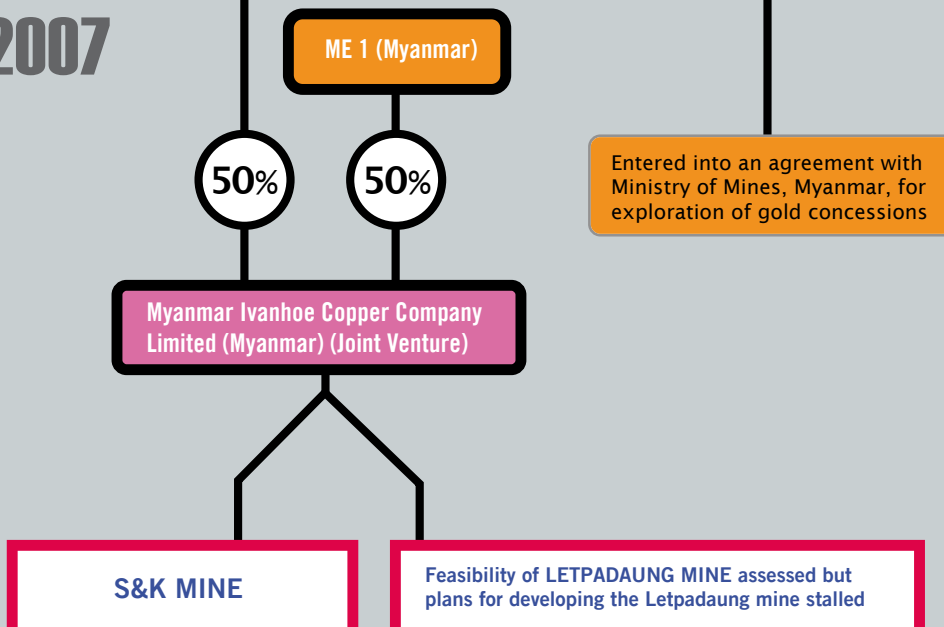 2007
ME 1 (Myanmar)
50%
50%
Entered into an agreement with
Ministry of Mines, Myanmar, for
exploration of gold concessions
Myanmar Ivanhoe Copper Company
Limited (Myanmar) (Joint Venture)
S&K MINE
Feasibility of LETPADAUNG MINE assessed but
plans for developing the Letpadaung mine stalled